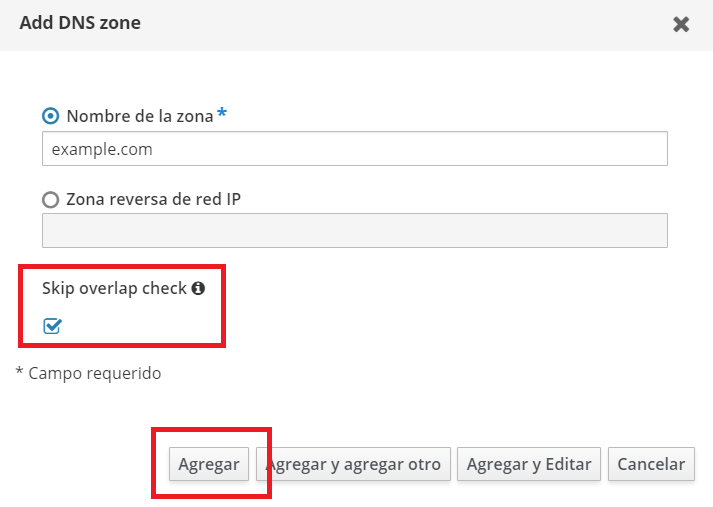 Add DNS zone
Nombre de la zona *
example.com
Zona reversa de red IP
Skip overlap check
* Campo requerido
Agregar Agregar y agregar otro Agregar y Editar Cancelar